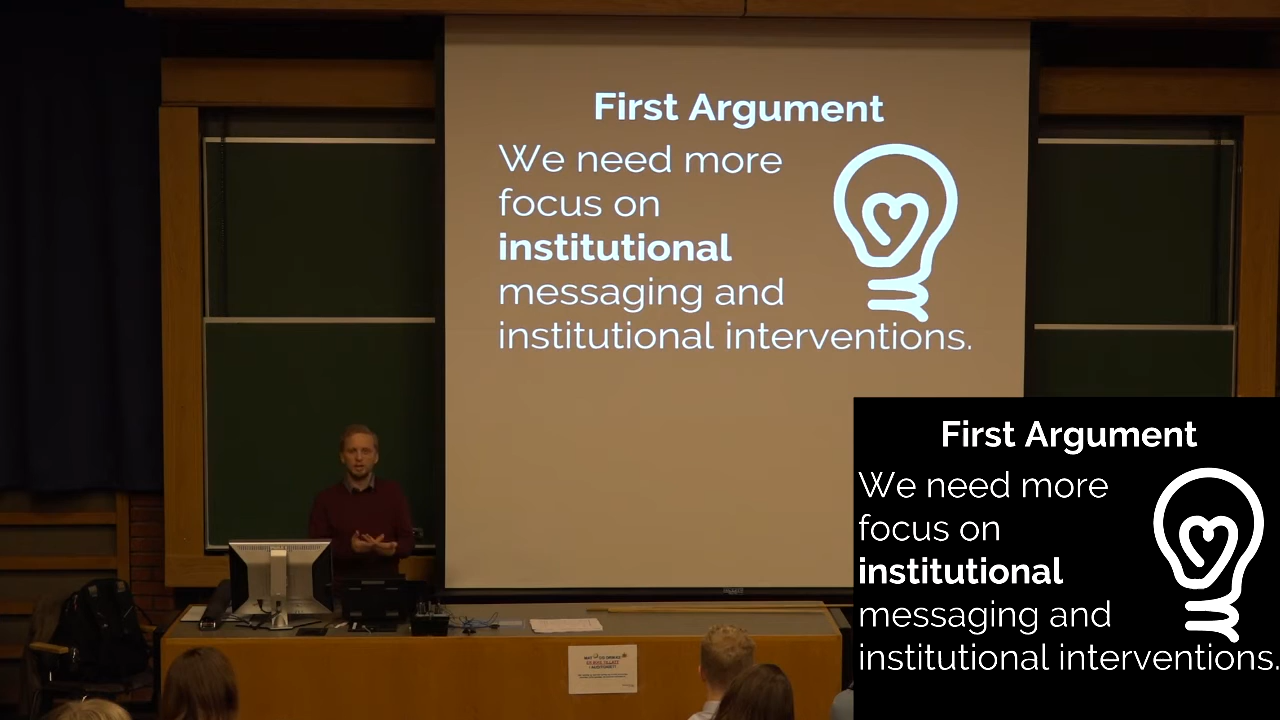 First Argument
We need more
focus on
institutional
messaging and
institutional interventions.
First Argument
We need more
focus on
institutional
messaging and
institutional interventions.